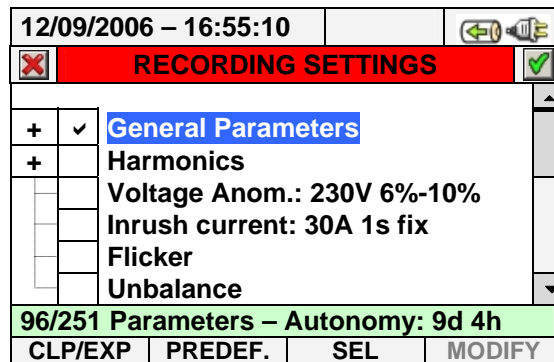 12/09/2006 – 16:55:10
RECORDING SETTINGS
+ General Parameters
+ Harmonics
Voltage Anom.: 230V 6%-10%
Inrush current: 30A 1s fix
Flicker
Unbalance
96/251 Parameters – Autonomy: 9d 4h
CLP/EXP PREDEF. SEL MODIFY